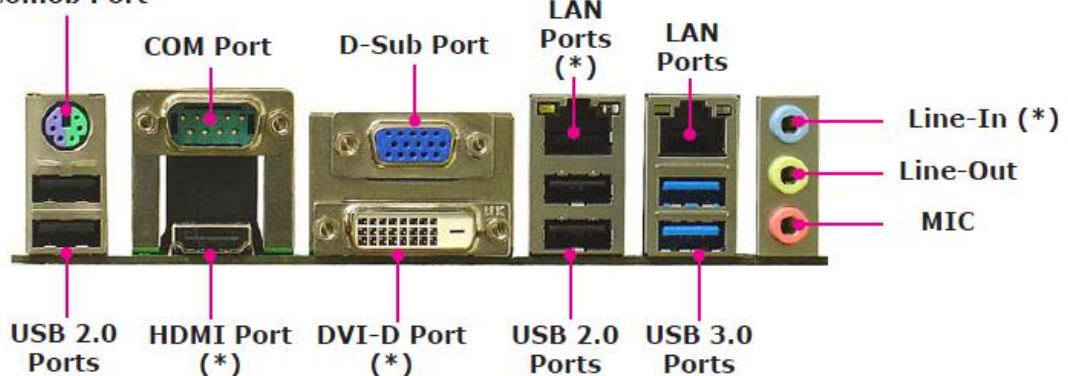 Port
COM Port
D-Sub Port
LAN
Ports
(*)
LAN
Ports
Line-In (*)
Line-Out
MIC
USB 2.0
Ports
HDMI Port
(*)
DVI-D Port
(*)
USB 2.0
Ports
USB 3.0
Ports